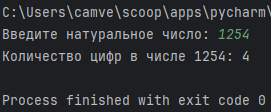 C:\Users\camve\scoop\apps\pycharm\
Введите натуральное число: 1254
Количество цифр в числе 1254: 4
Process finished with exit code 0